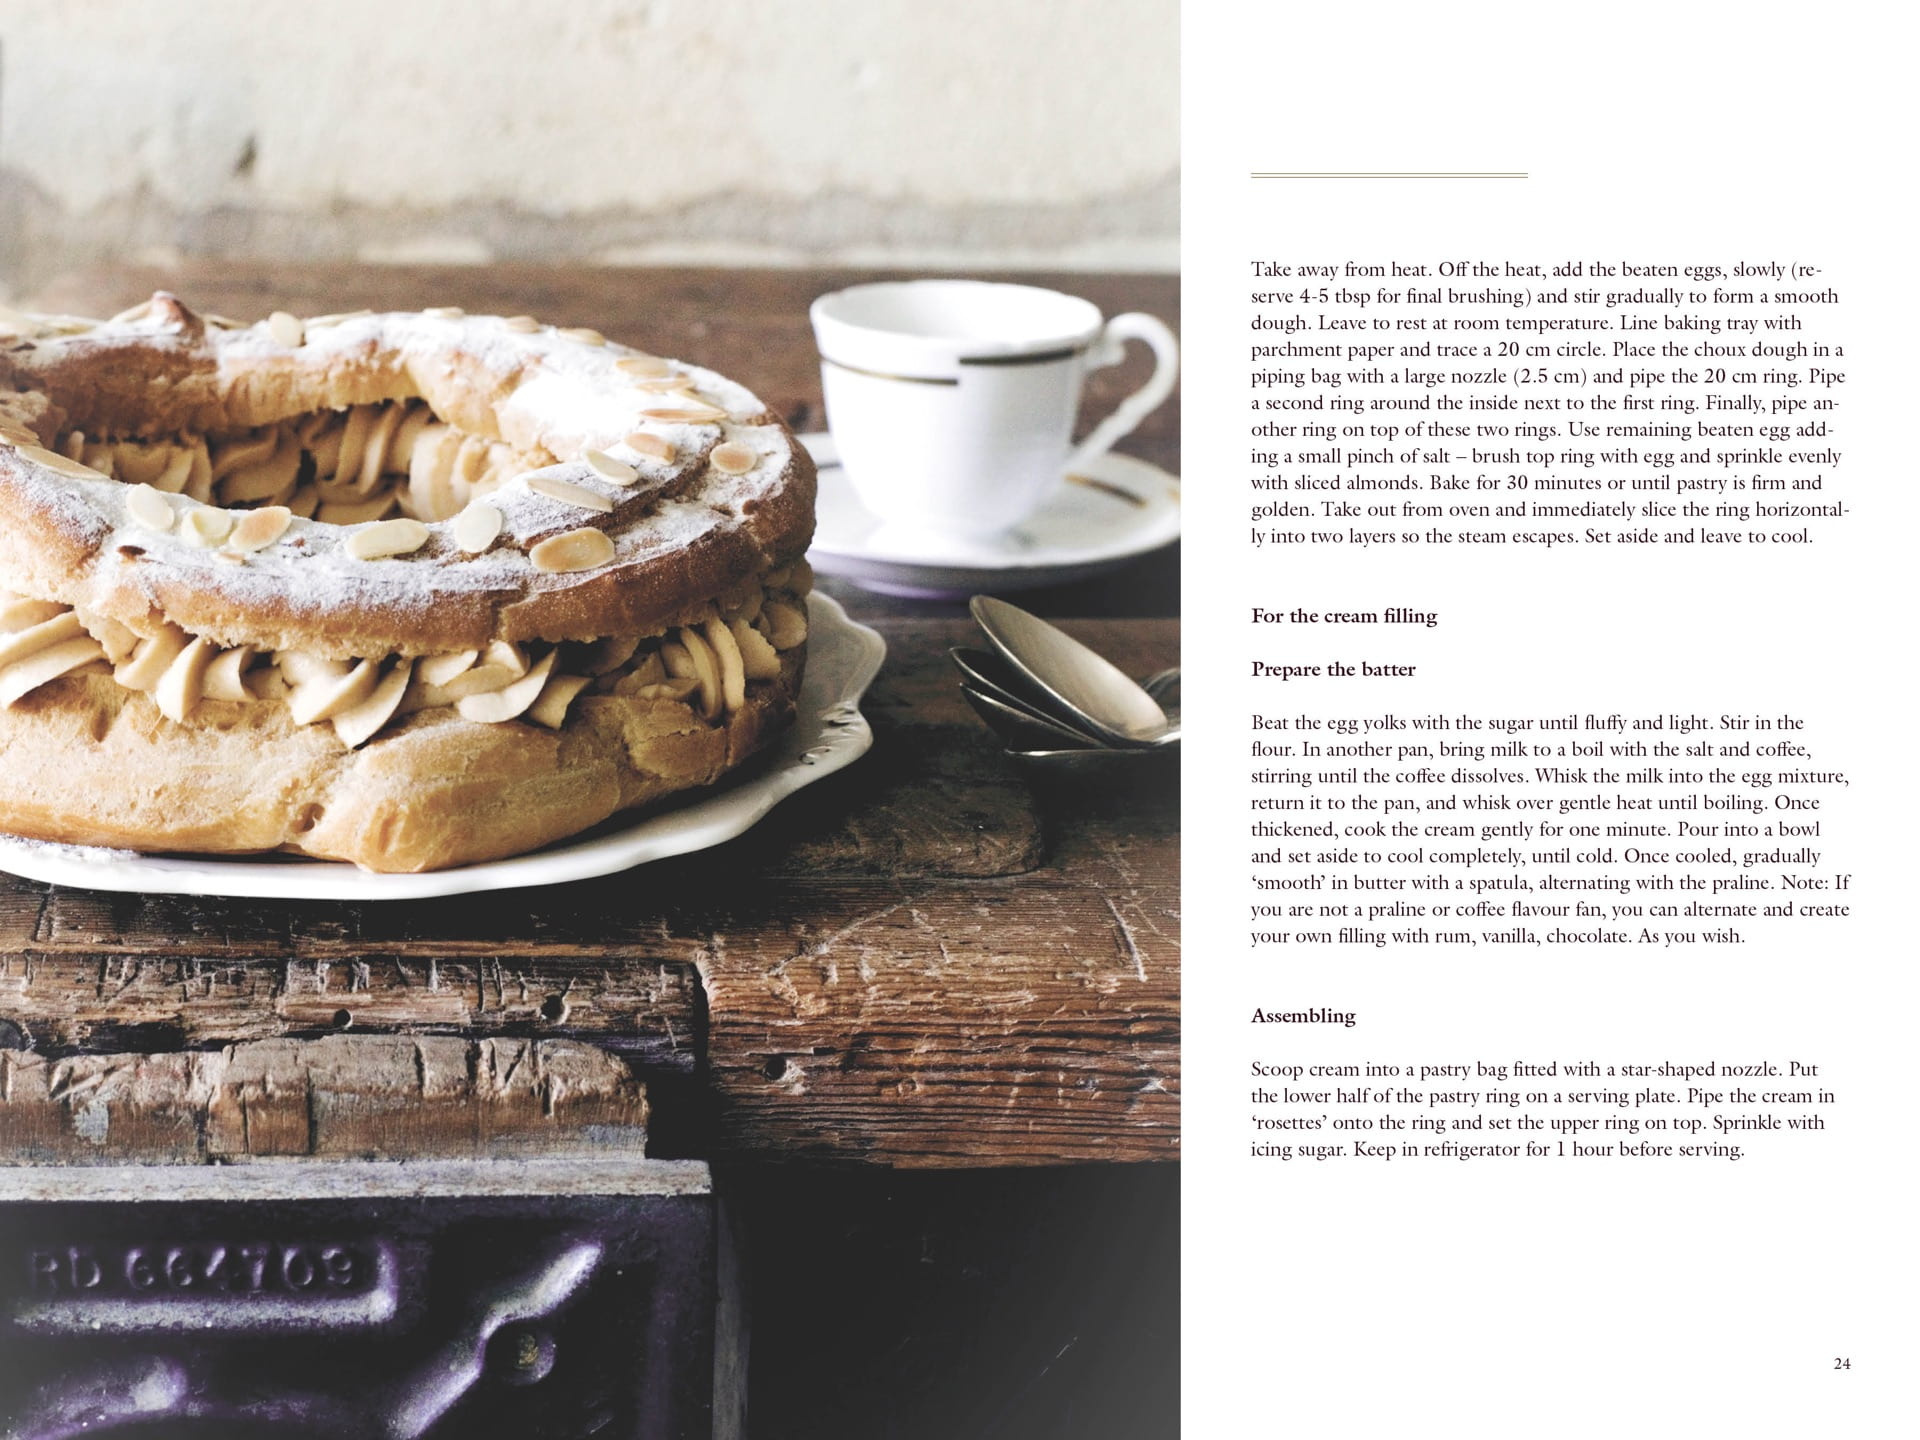 Take away from heat. Off the heat, add the beaten eggs, slowly (re-
serve 4-5 tbsp for final brushing) and stir gradually to form a smooth
dough. Leave to rest at room temperature. Line baking tray with
parchment paper and trace a 20 cm circle. Place the choux dough in a
piping bag with a large nozzle (2.5 cm) and pipe the 20 cm ring. Pipe
a second ring around the inside next to the first ring. Finally, pipe an-
other ring on top of these two rings. Use remaining beaten egg add-
ing a small pinch of salt – brush top ring with egg and sprinkle evenly
with sliced almonds. Bake for 30 minutes or until pastry is firm and
golden. Take out from oven and immediately slice the ring horizontal-
ly into two layers so the steam escapes. Set aside and leave to cool.
For the cream filling
Prepare the batter
Beat the egg yolks with the sugar until fluffy and light. Stir in the
flour. In another pan, bring milk to a boil with the salt and coffee,
stirring until the coffee dissolves. Whisk the milk into the egg mixture,
return it to the pan, and whisk over gentle heat until boiling. Once
thickened, cook the cream gently for one minute. Pour into a bowl
and set aside to cool completely, until cold. Once cooled, gradually
‘smooth’ in butter with a spatula, alternating with the praline. Note: If
you are not a praline or coffee flavour fan, you can alternate and create
your own filling with rum, vanilla, chocolate. As you wish.
Assembling
Scoop cream into a pastry bag fitted with a star-shaped nozzle. Put
the lower half of the pastry ring on a serving plate. Pipe the cream in
‘rosettes’ onto the ring and set the upper ring on top. Sprinkle with
icing sugar. Keep in refrigerator for 1 hour before serving.
RD 664709
24